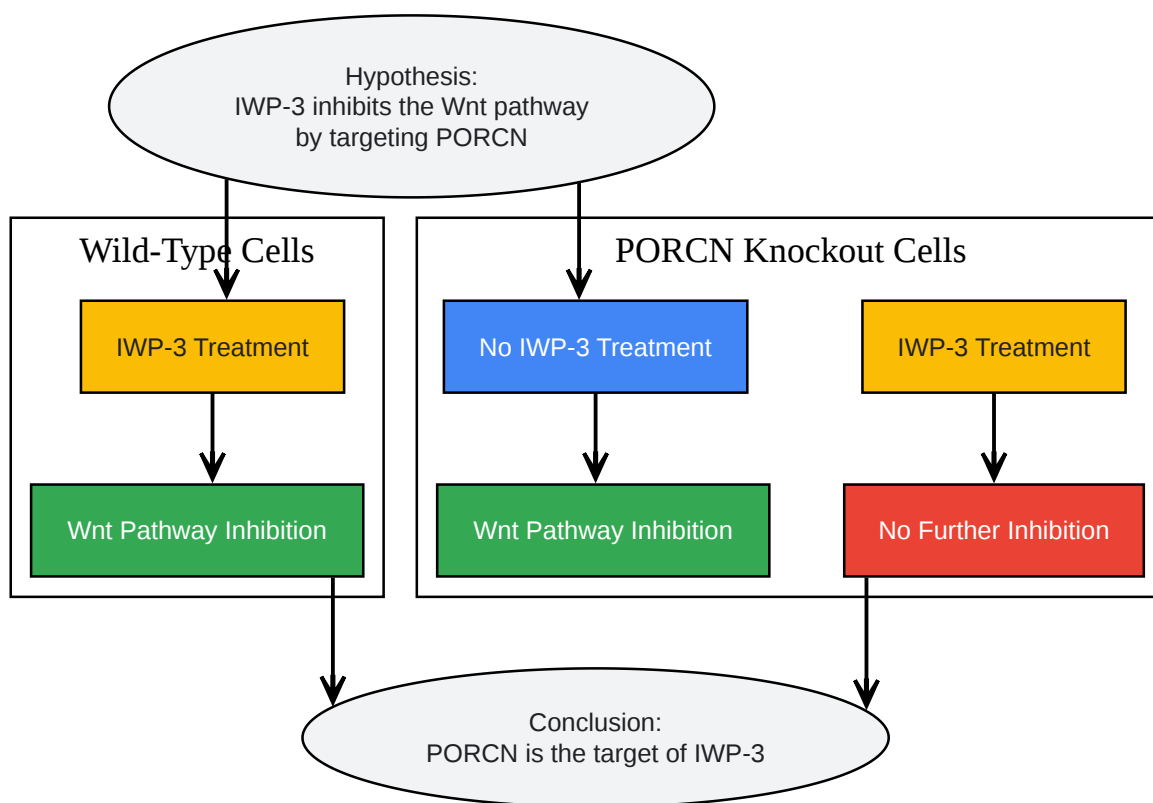 Hypothesis:
IWP-3 inhibits the Wnt pathway
by targeting PORCN
Wild-Type Cells
IWP-3 Treatment
Wnt Pathway Inhibition
PORCN Knockout Cells
No IWP-3 Treatment
IWP-3 Treatment
Wnt Pathway Inhibition
No Further Inhibition
Conclusion:
PORCN is the target of IWP-3